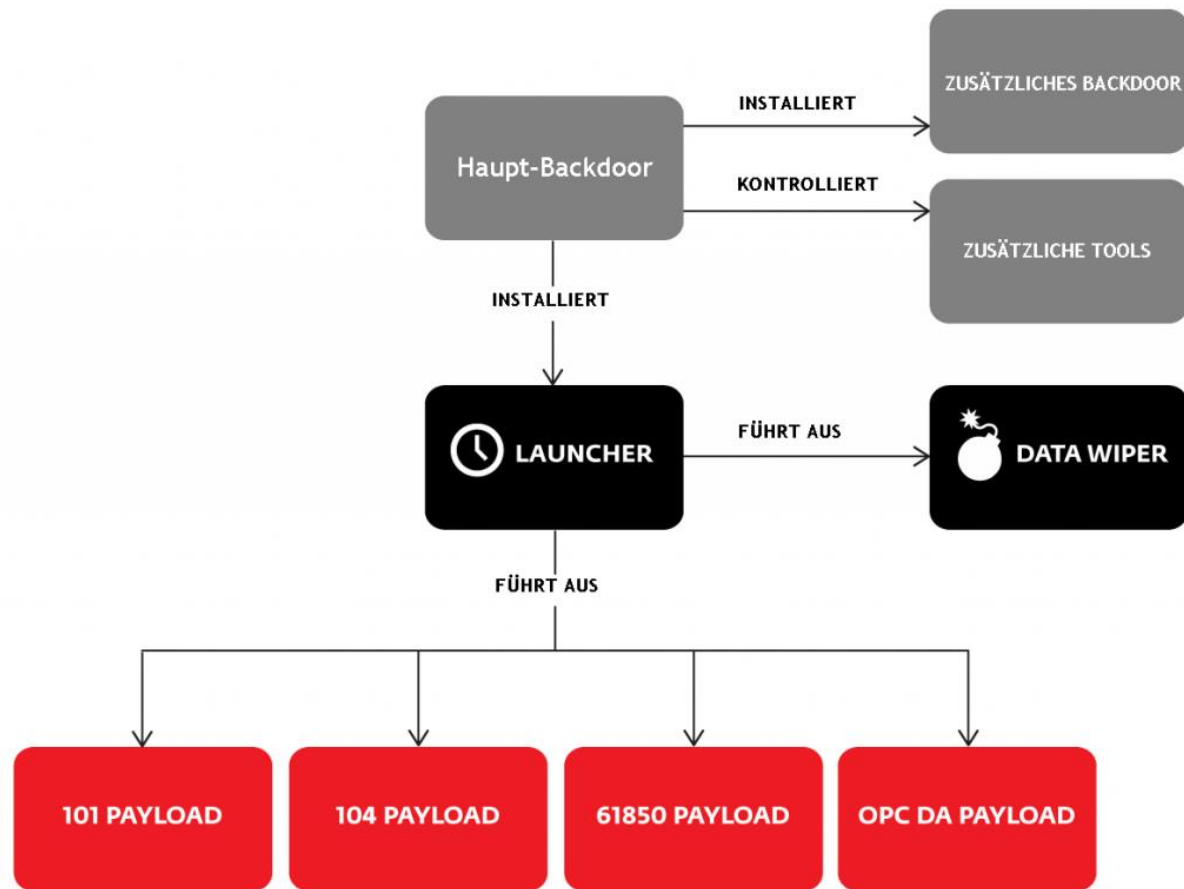 INSTALLIERT
ZUSÄTZLICHES BACKDOOR
Haupt-Backdoor
KONTROLLIERT
ZUSÄTZLICHE TOOLS
INSTALLIERT
LAUNCHER
FÜHRT AUS
DATA WIPER
FÜHRT AUS
101 PAYLOAD
104 PAYLOAD
61850 PAYLOAD
OPC DA PAYLOAD